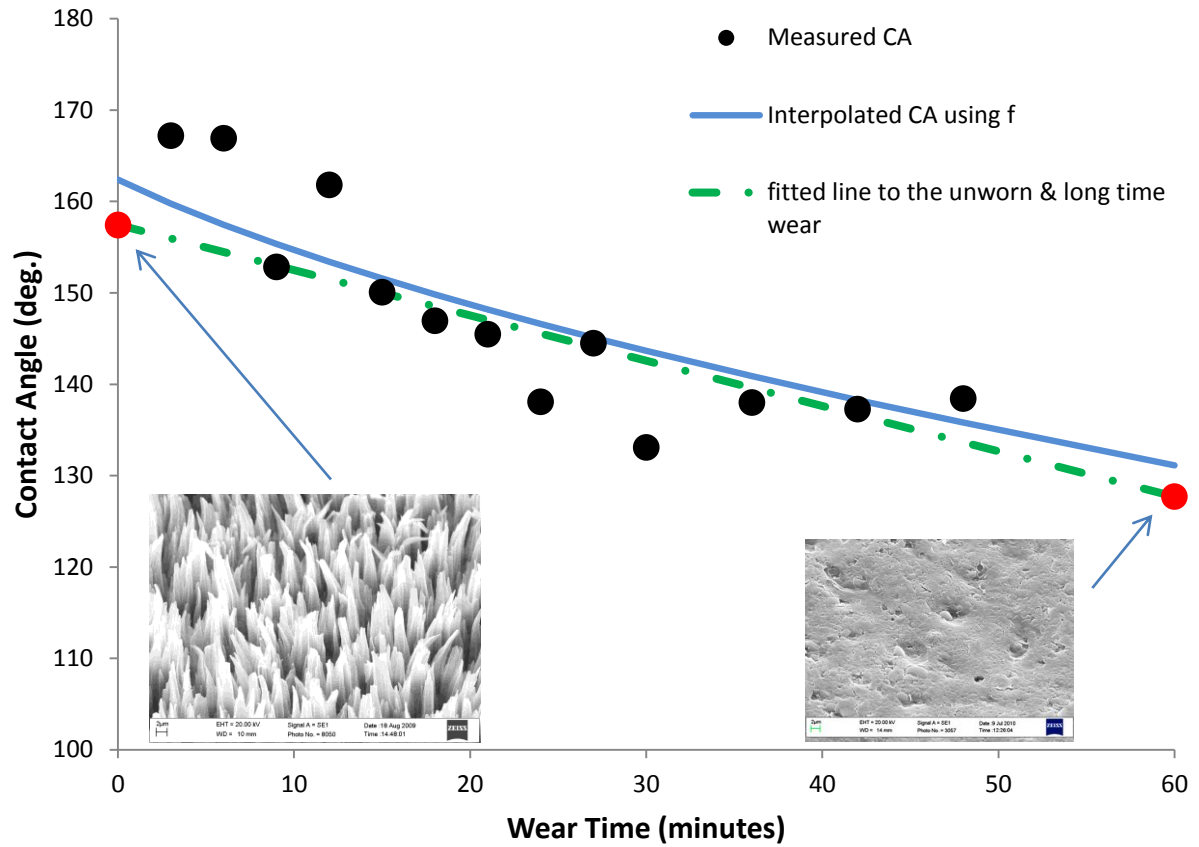 180
170
160
150
140
130
120
110
100
Contact Angle (deg.)
Measured CA
Interpolated CA using f
fitted line to the unworn & long time
wear
2µm
EHT = 20.00 kV
Signal A = SE1
Date :18 Aug 2009
WD = 10 mm
Photo No. = 8050
Time :14:48:01
ZEISS
2µm
EHT = 20.00 kV
Signal A = SE1
Date :9 Jul 2010
WD = 14 mm
Photo No. = 3057
Time :12:26:04
ZEISS
0
10
20
30
40
50
60
Wear Time (minutes)